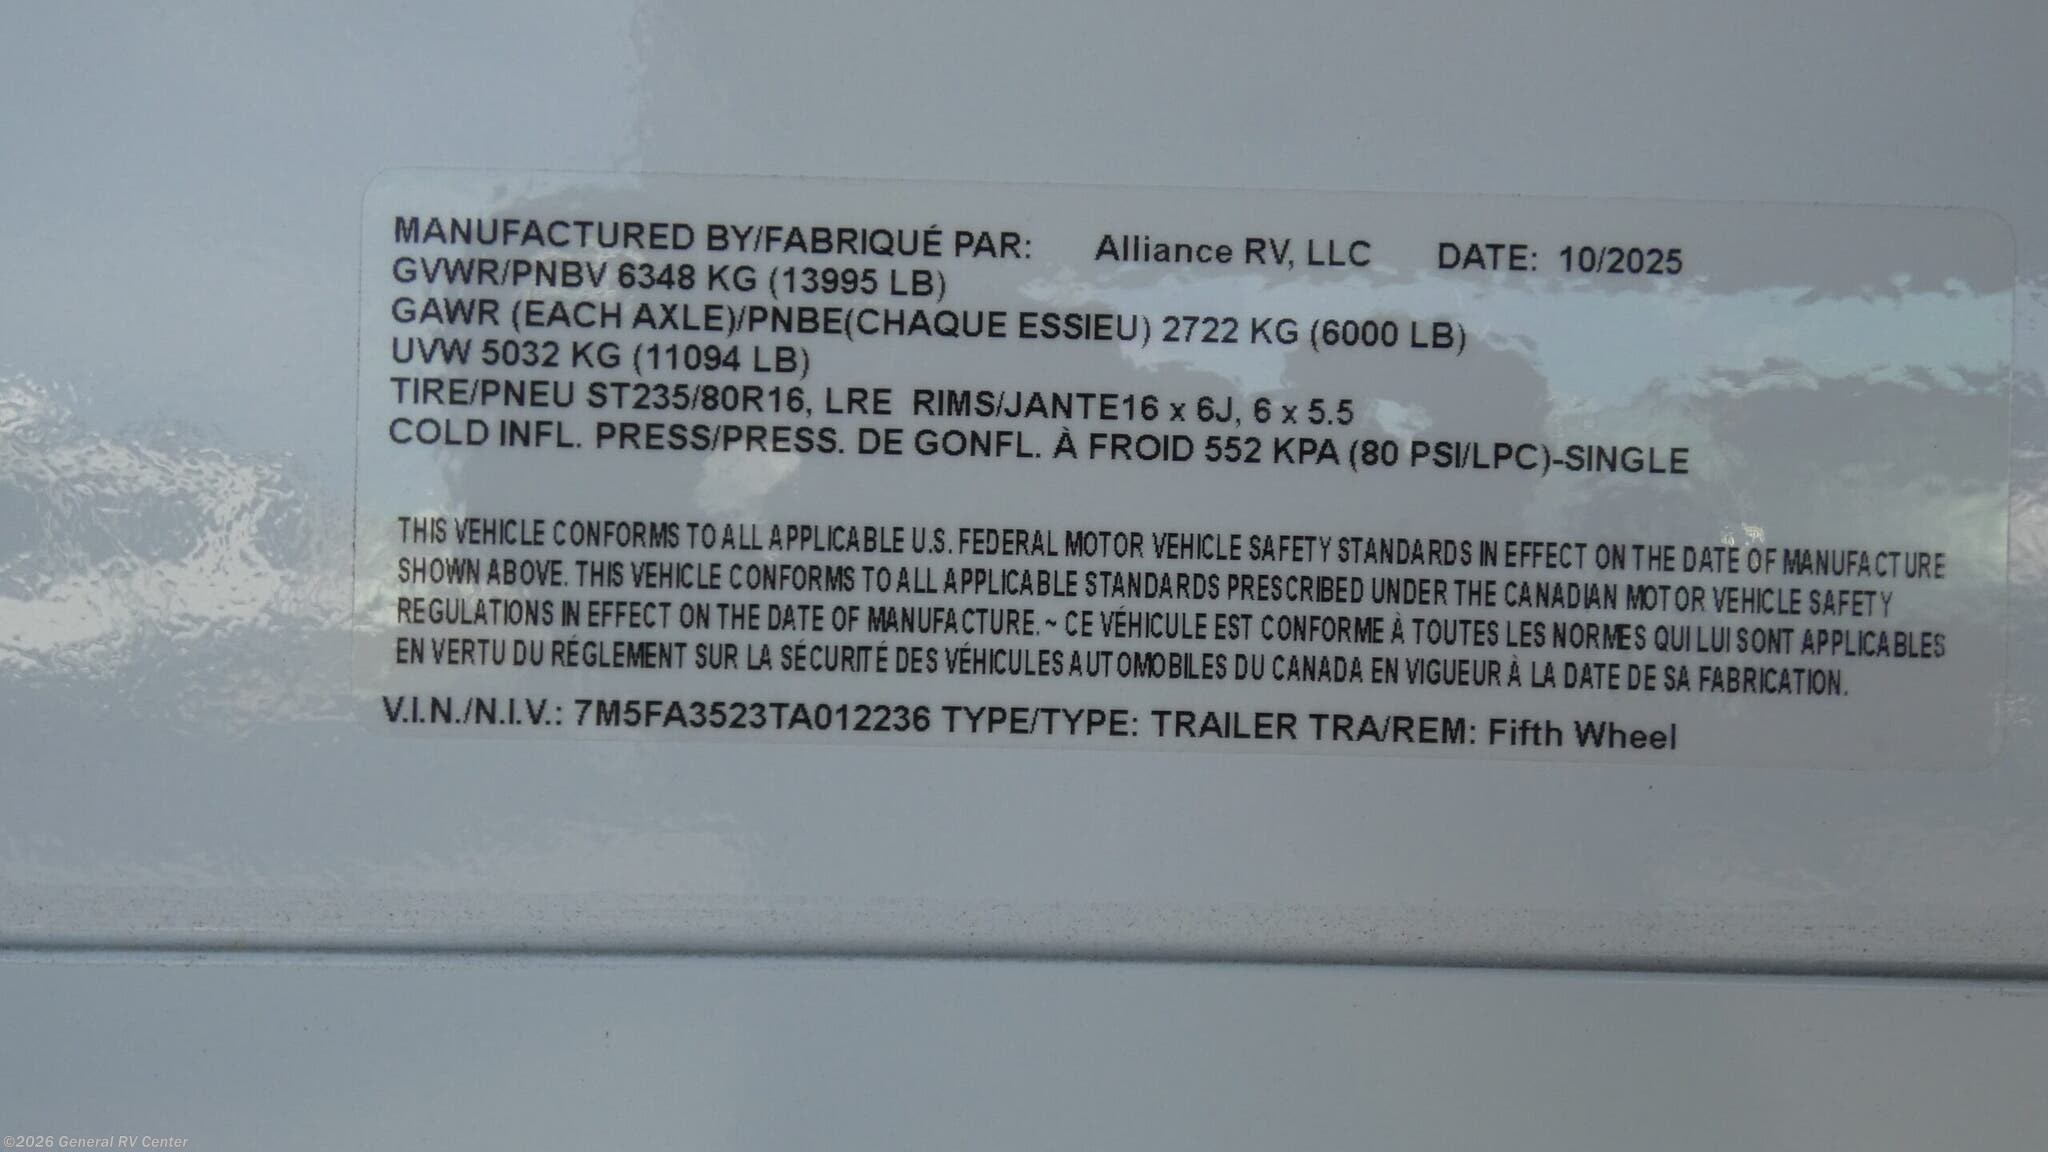 MANUFACTURED BY/FABRIQUÉ PAR: Alliance RV, LLC DATE: 10/2025
GVWR/PNBV 6348 KG (13995 LB)
GAWR (EACH AXLE)/PNBE(CHAQUE ESSIEU) 2722 KG (6000 LB)
UVW 5032 KG (11094 LB)
TIRE/PNEU ST235/80R16, LRE RIMS/JANTE16 x 6J, 6 x 5.5
COLD INFL. PRESS/PRESS. DE GONFL. À FROID 552 KPA (80 PSI/LPC)-SINGLE
THIS VEHICLE CONFORMS TO ALL APPLICABLE U.S. FEDERAL MOTOR VEHICLE SAFETY STANDARDS IN EFFECT ON THE DATE OF MANUFACTURE
SHOWN ABOVE. THIS VEHICLE CONFORMS TO ALL APPLICABLE STANDARDS PRESCRIBED UNDER THE CANADIAN MOTOR VEHICLE SAFETY
REGULATIONS IN EFFECT ON THE DATE OF MANUFACTURE. ~ CE VÉHICULE EST CONFORME À TOUTES LES NORMES QUI LUI SONT APPLICABLES
EN VERTU DU RÉGLEMENT SUR LA SÉCURITÉ DES VÉHICULES AUTOMOBILES DU CANADA EN VIGUEUR À LA DATE DE SA FABRICATION.
V.I.N./N.I.V.: 7M5FA3523TA012236 TYPE/TYPE: TRAILER TRA/REM: Fifth Wheel
©2026 General RV Center